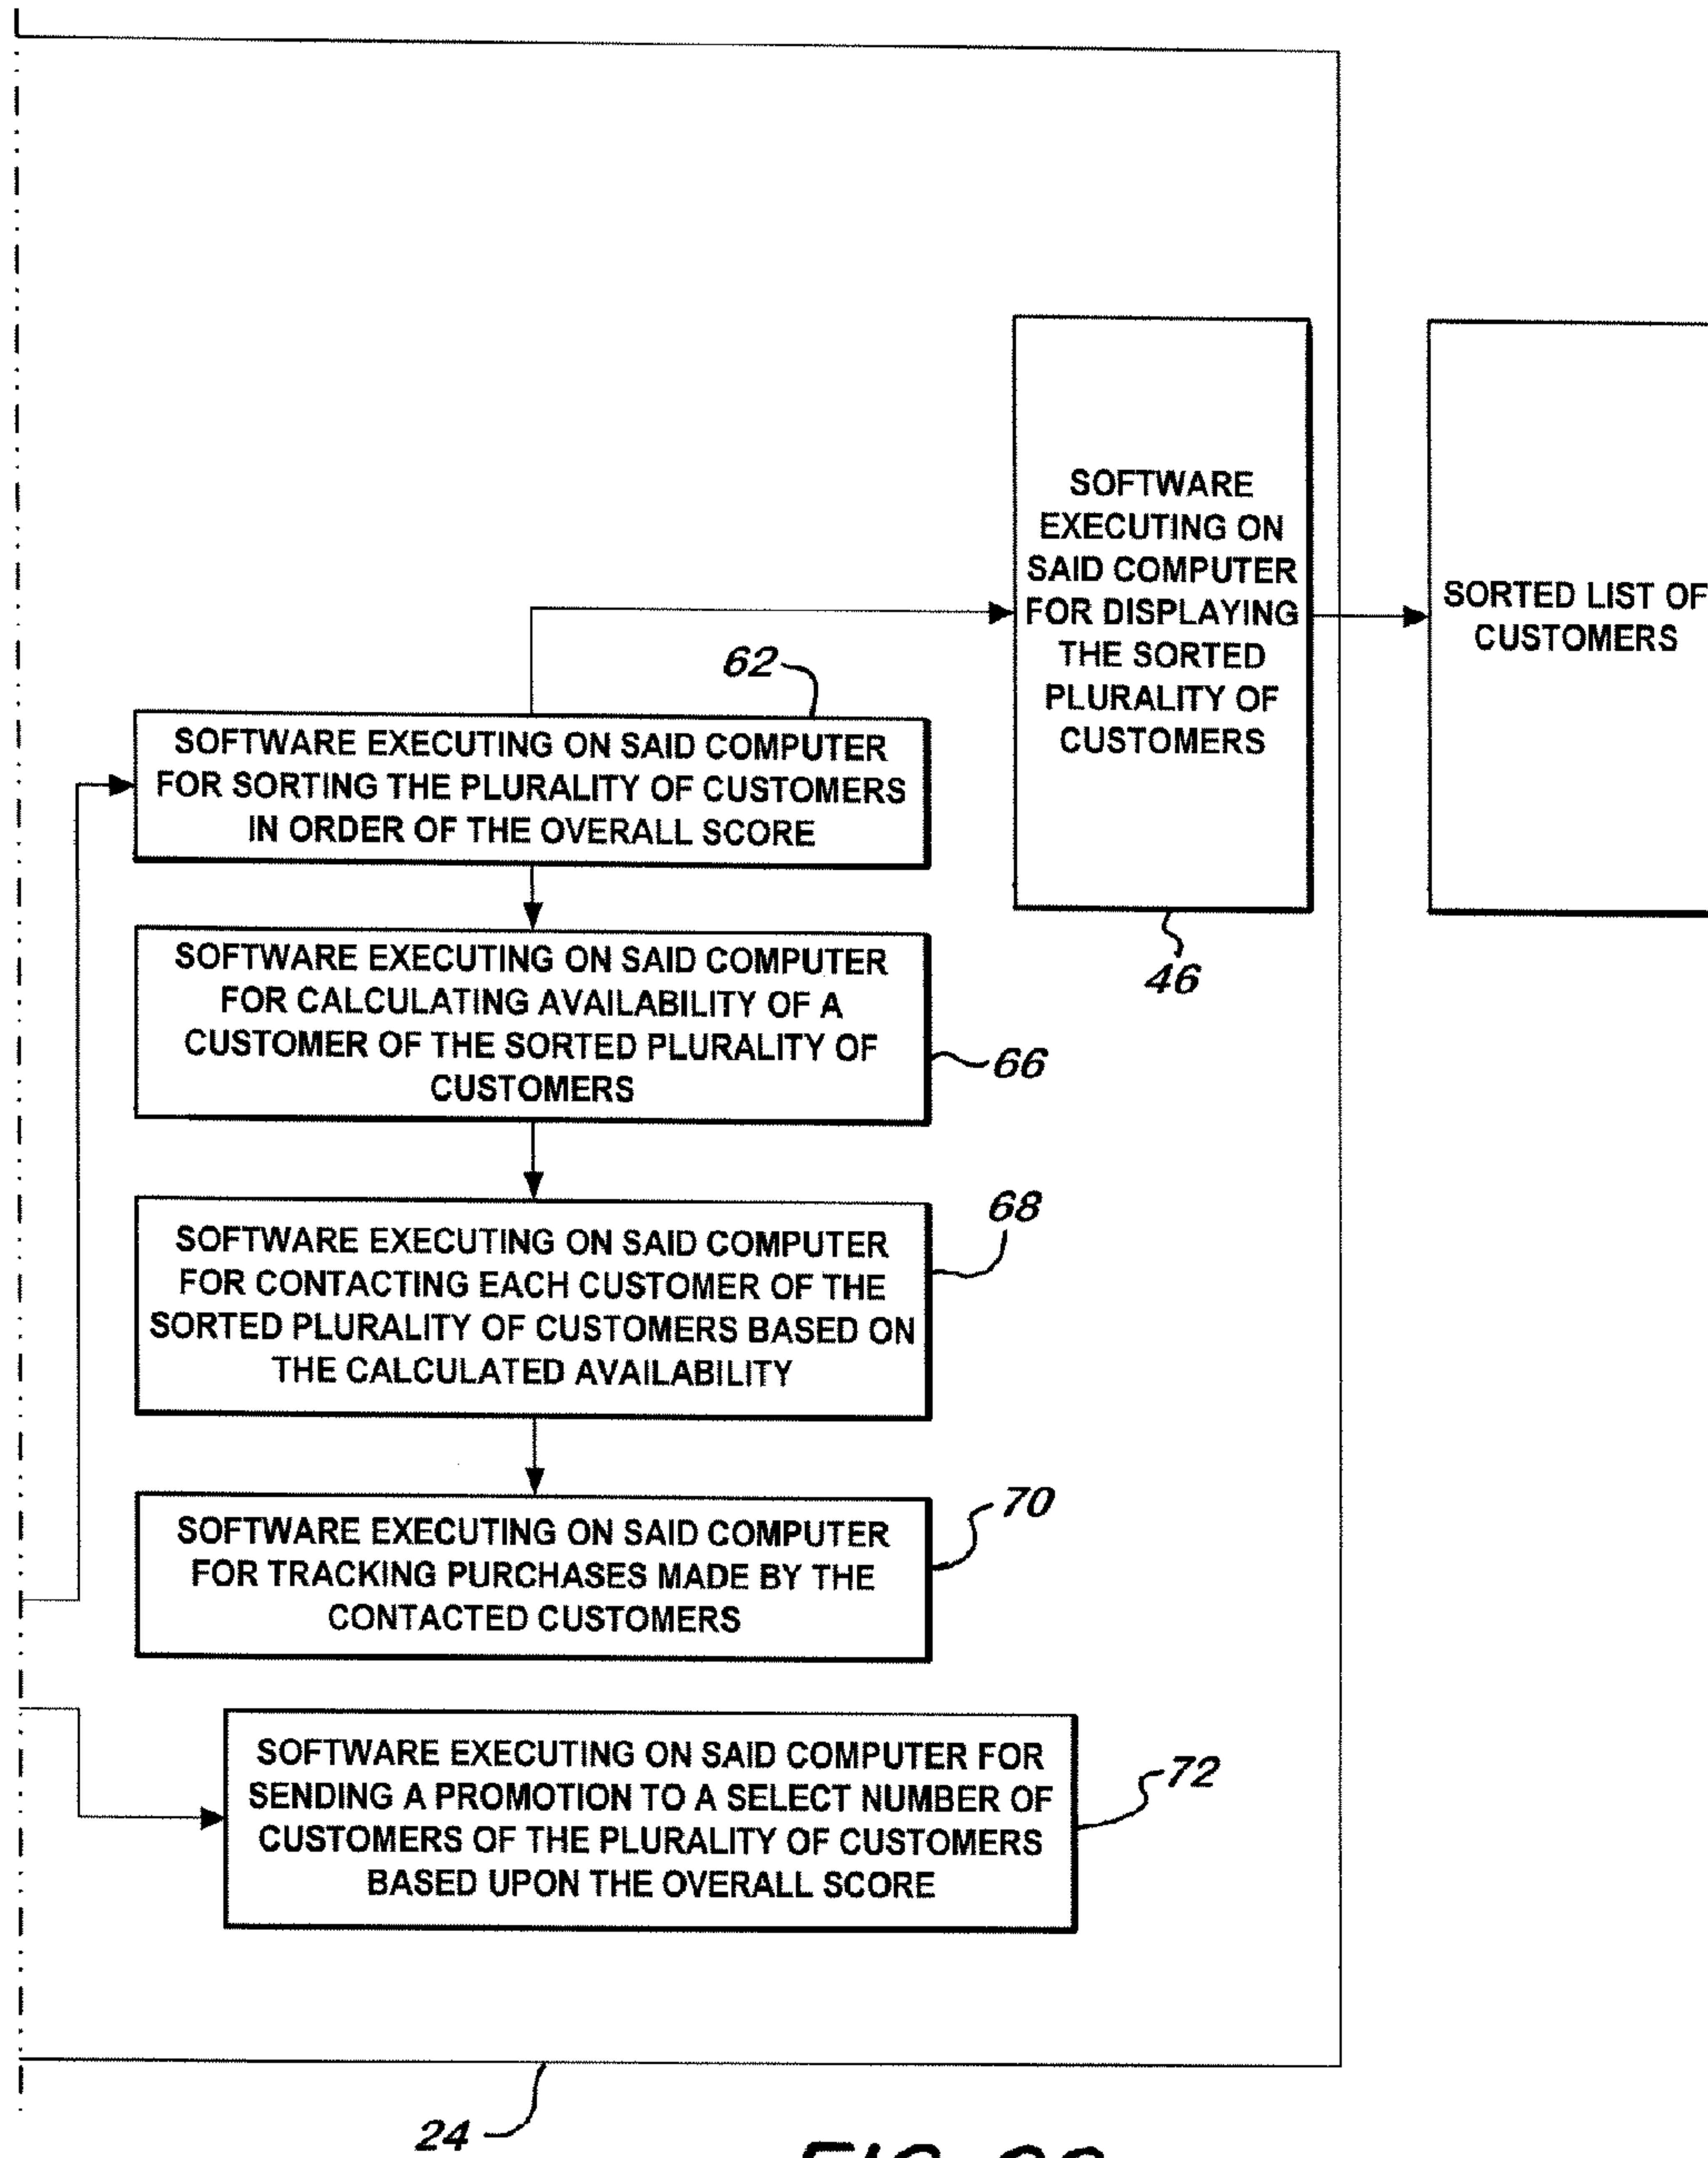 SOFTWARE
EXECUTING ON
SAID COMPUTER
FOR DISPLAYING
THE SORTED
PLURALITY OF
CUSTOMERS
46
SORTED LIST OF
CUSTOMERS
62
SOFTWARE EXECUTING ON SAID COMPUTER
FOR SORTING THE PLURALITY OF CUSTOMERS
IN ORDER OF THE OVERALL SCORE
SOFTWARE EXECUTING ON SAID COMPUTER
FOR CALCULATING AVAILABILITY OF A
CUSTOMER OF THE SORTED PLURALITY OF
CUSTOMERS
66
SOFTWARE EXECUTING ON SAID COMPUTER
FOR CONTACTING EACH CUSTOMER OF THE
SORTED PLURALITY OF CUSTOMERS BASED ON
THE CALCULATED AVAILABILITY
68
SOFTWARE EXECUTING ON SAID COMPUTER
FOR TRACKING PURCHASES MADE BY THE
CONTACTED CUSTOMERS
70
SOFTWARE EXECUTING ON SAID COMPUTER FOR
SENDING A PROMOTION TO A SELECT NUMBER OF
CUSTOMERS OF THE PLURALITY OF CUSTOMERS
BASED UPON THE OVERALL SCORE
72
24